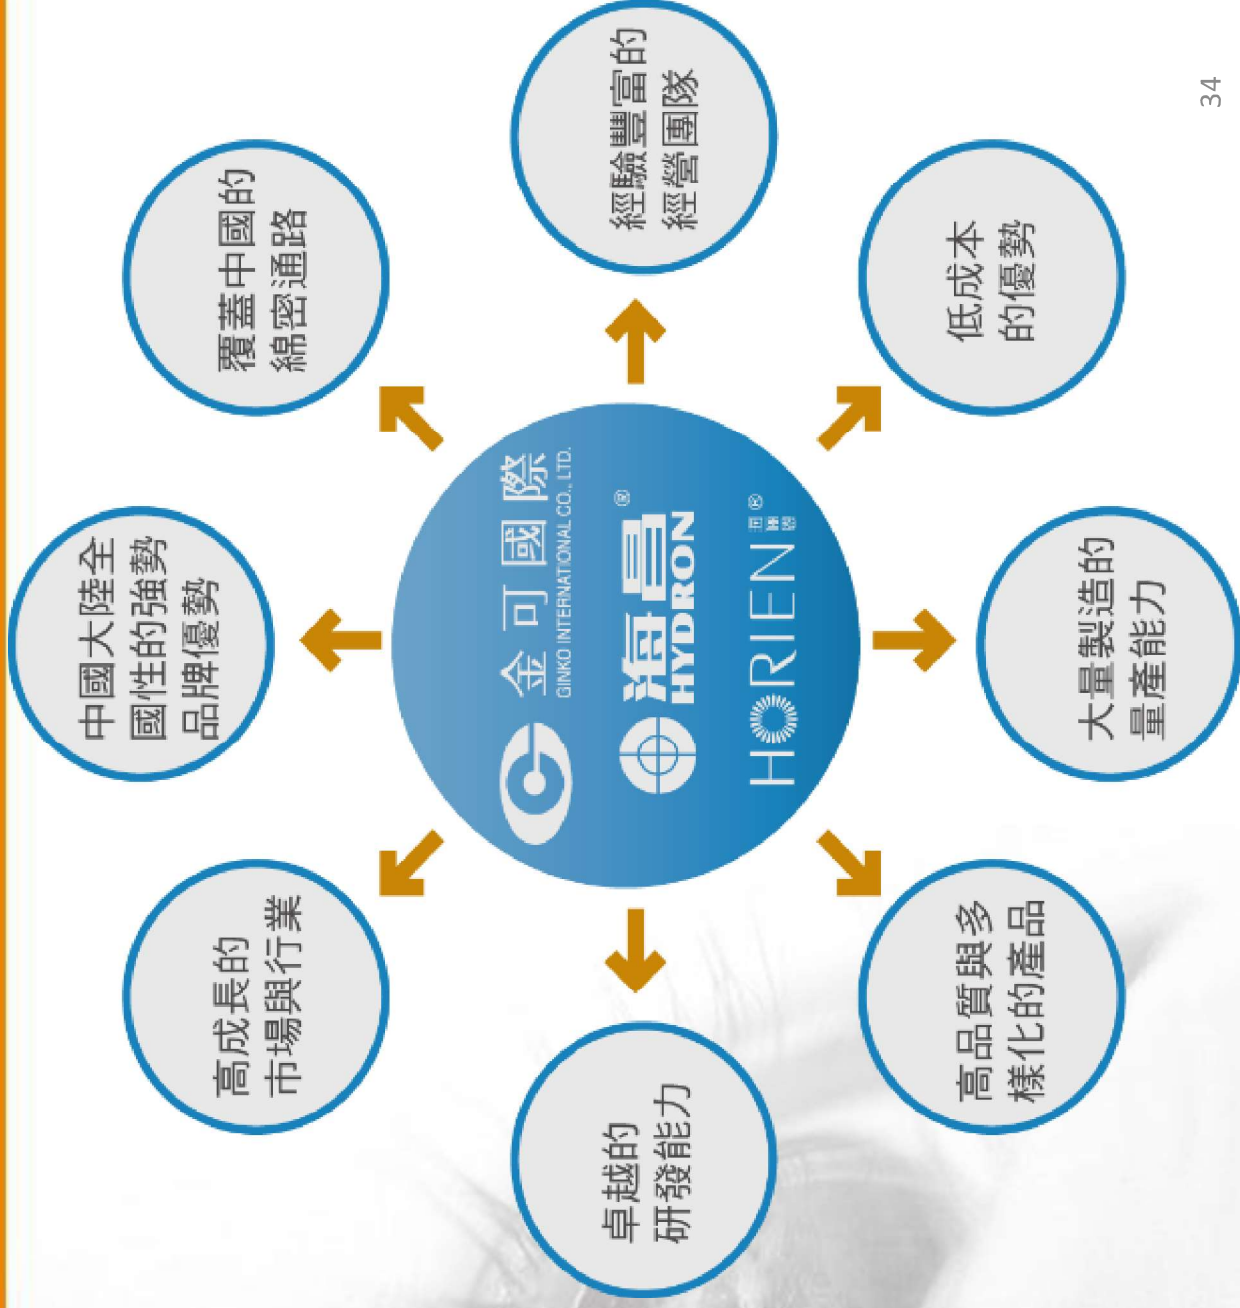 中國大陸全
國性的強勢
品牌優勢
高成長的
市場與行業
覆蓋中國的
綿密通路
金可國際
GINKO INTERNATIONAL CO., LTD.
海昌®
HYDRON
HORIEN ®
卓越的
研發能力
經驗豐富的
經營團隊
高品質與多
樣化的產品
低成本
的優勢
大量製造的
量產能力
34